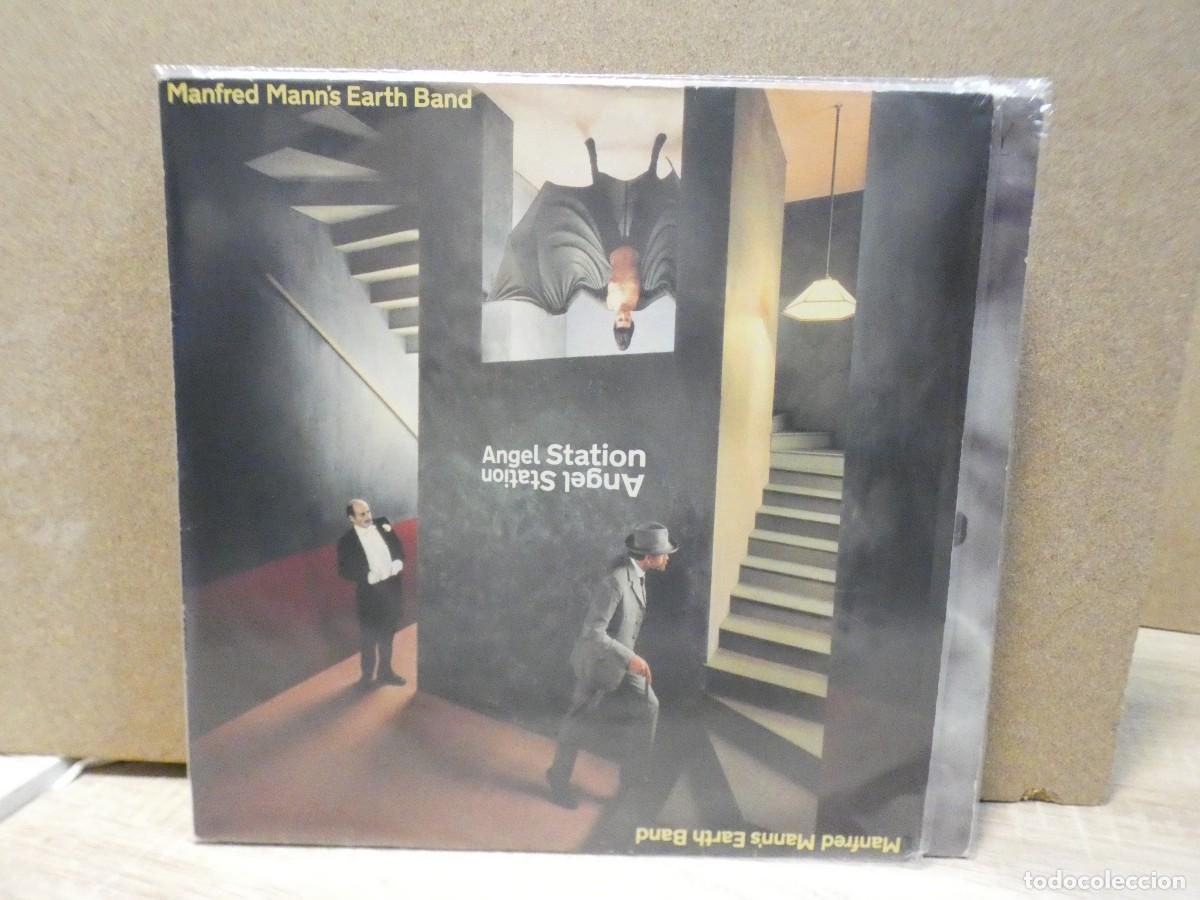 Manfred Mann's Earth Band
Angel Station
Angel Station
Manfred Mann's Earth Band
todocoleccion